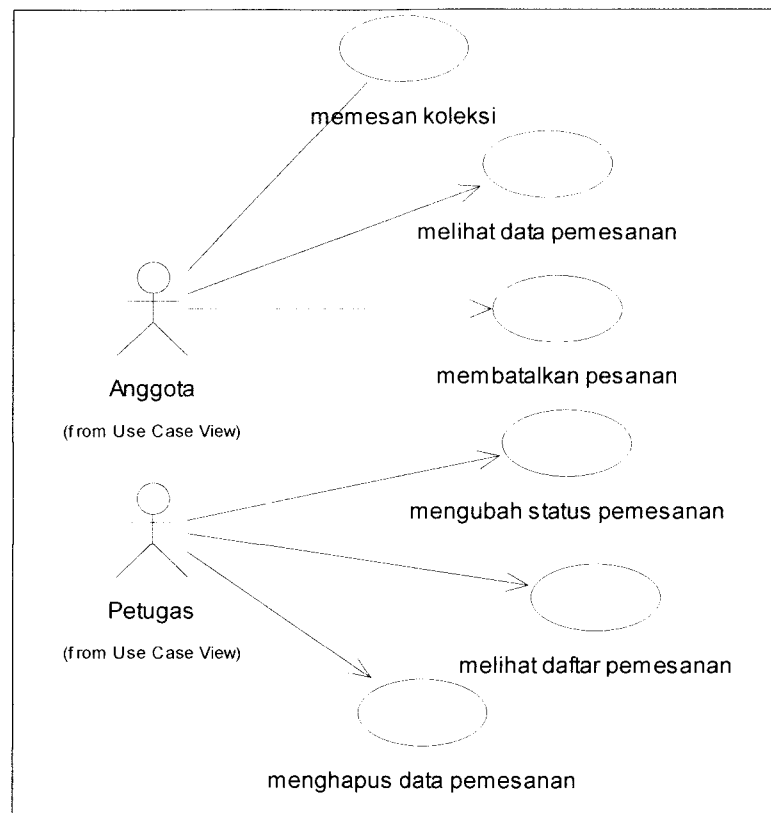 memesan koleksi
melihat data pemesanan
membatalkan pesanan
Anggota
(from Use Case View)
mengubah status pemesanan
Petugas
(from Use Case View)
melihat daftar pemesanan
menghapus data pemesanan